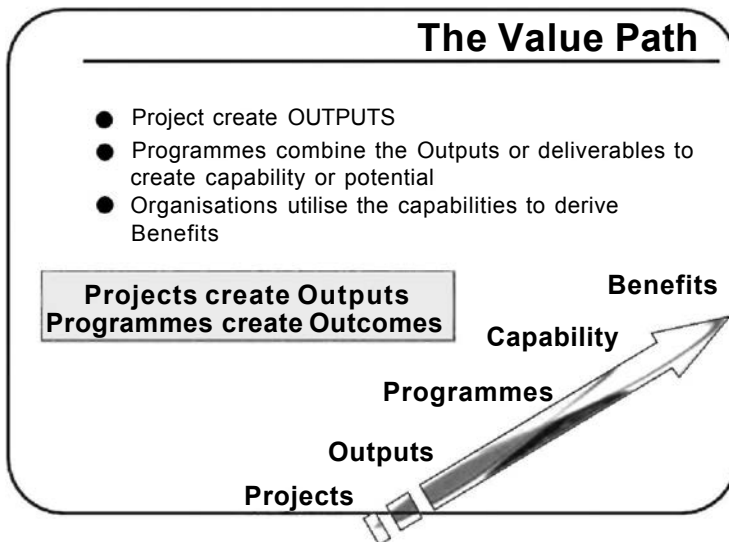 The Value Path
● Project create OUTPUTS
● Programmes combine the Outputs or deliverables to
create capability or potential
● Organisations utilise the capabilities to derive
Benefits
Projects create Outputs
Programmes create Outcomes
Benefits
Capability
Programmes
Outputs
Projects